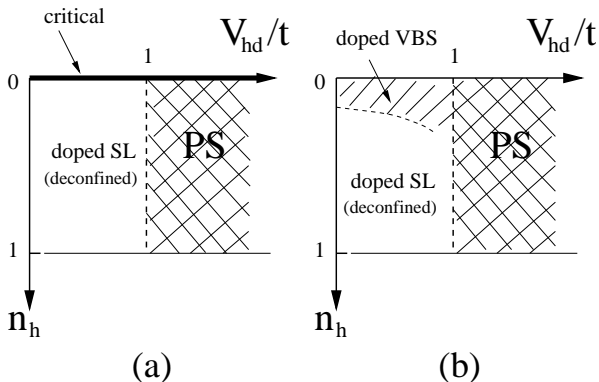 critical
V_hd/t
1
0
doped SL
(deconfined)
PS
1
n_h
(a)
doped VBS
V_hd/t
1
0
doped SL
(deconfined)
PS
1
n_h
(b)